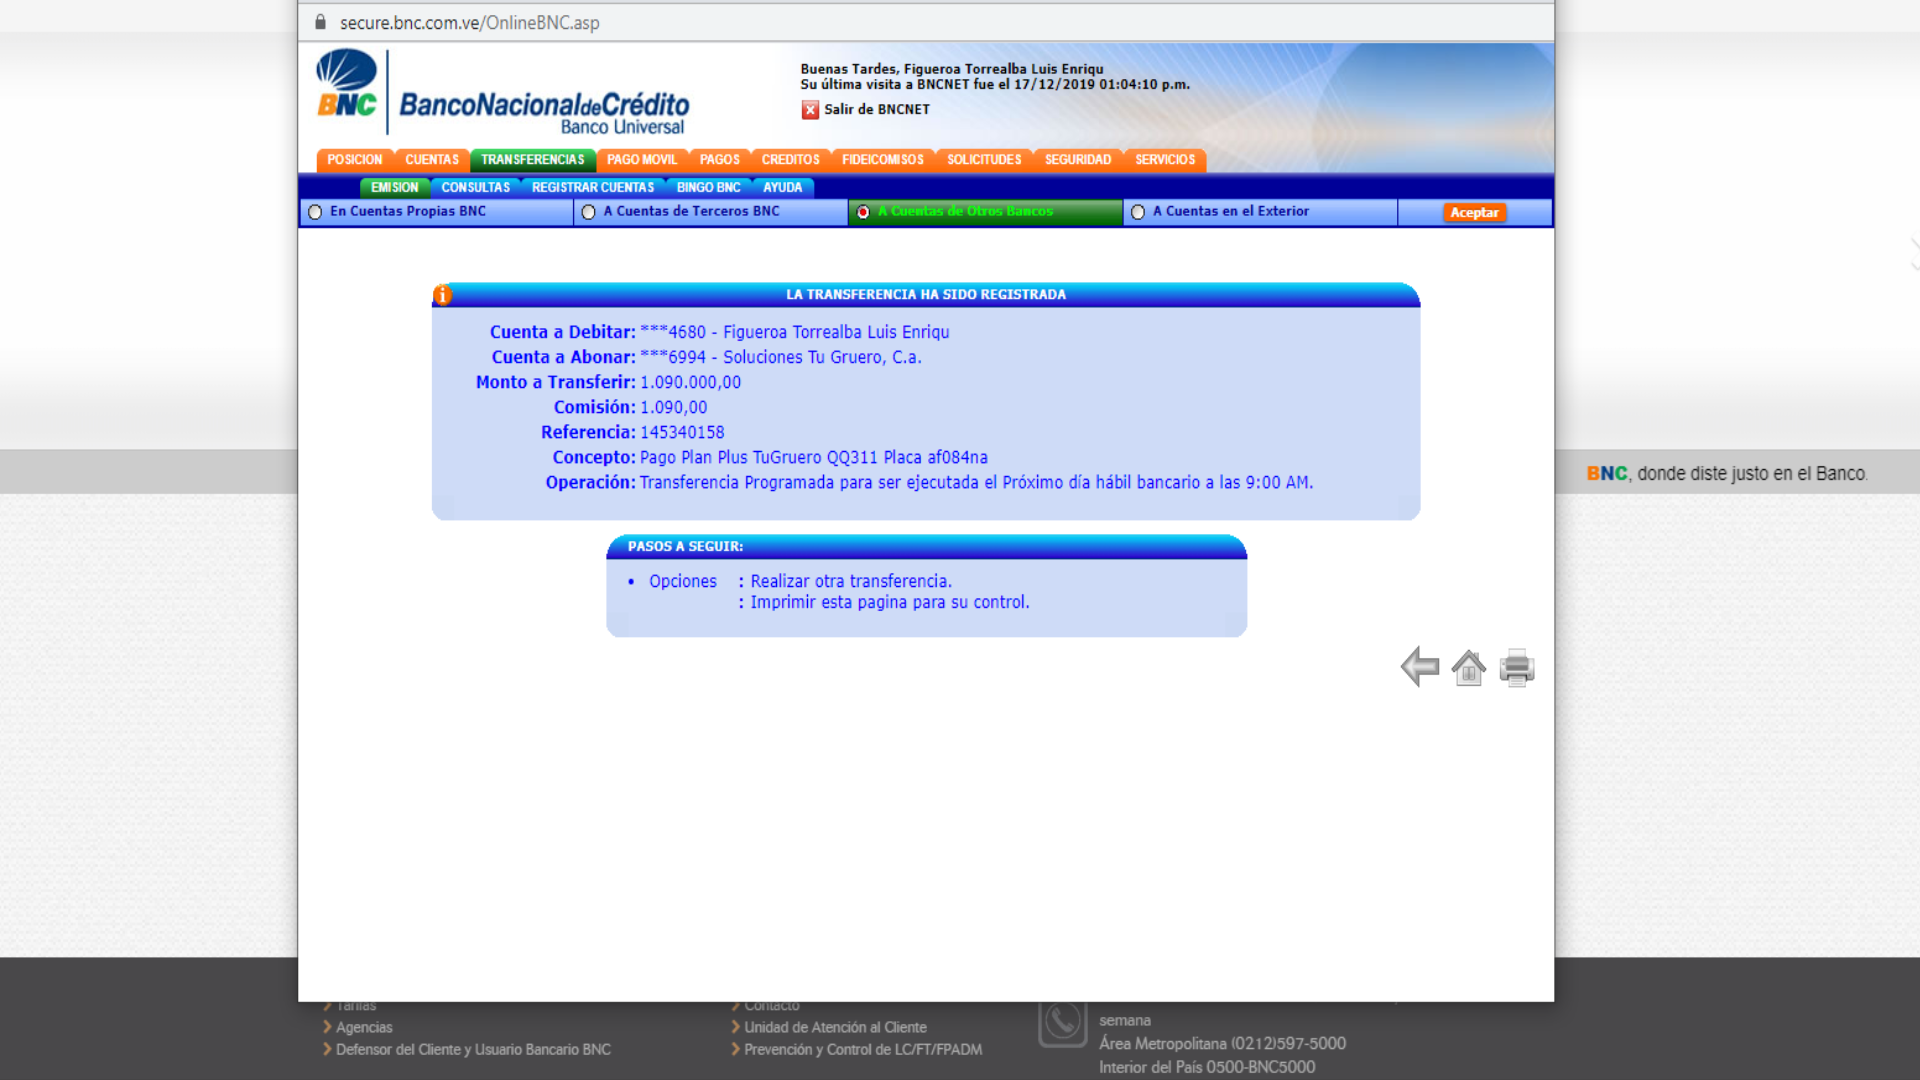 secure.bnc.com.ve/OnlineBNC.asp
BNC
BancoNacionaldeCrédito
Banco Universal
Buenas Tardes, Figueroa Torrealba Luis Enriqu
Su última visita a BNCNET fue el 17/12/2019 01:04:10 p.m.
Salir de BNCNET
POSICION CUENTAS TRANSFERENCIAS PAGO MOVIL PAGOS CREDITOS FIDEICOMISOS SOLICITUDES SEGURIDAD SERVICIOS
EMISION CONSULTAS REGISTRAR CUENTAS BINGO BNC AYUDA
En Cuentas Propias BNC A Cuentas de Terceros BNC A Cuentas de Otros Bancos A Cuentas en el Exterior Aceptar
LA TRANSFERENCIA HA SIDO REGISTRADA
Cuenta a Debitar: ***4680 - Figueroa Torrealba Luis Enriqu
Cuenta a Abonar: ***6994 - Soluciones Tu Gruero, C.a.
Monto a Transferir: 1.090.000,00
Comisión: 1.090,00
Referencia: 145340158
Concepto: Pago Plan Plus TuGruero QQ311 Placa af084na
Operación: Transferencia Programada para ser ejecutada el Próximo día hábil bancario a las 9:00 AM.
BNC, donde diste justo en el Banco.
PASOS A SEGUIR:
• Opciones : Realizar otra transferencia.
: Imprimir esta pagina para su control.
Tarifas
Agencias
Defensor del Cliente y Usuario Bancario BNC
Contacto
Unidad de Atención al Cliente
Prevención y Control de LC/FT/FPADM
semana
Área Metropolitana (0212)597-5000
Interior del País 0500-BNC5000